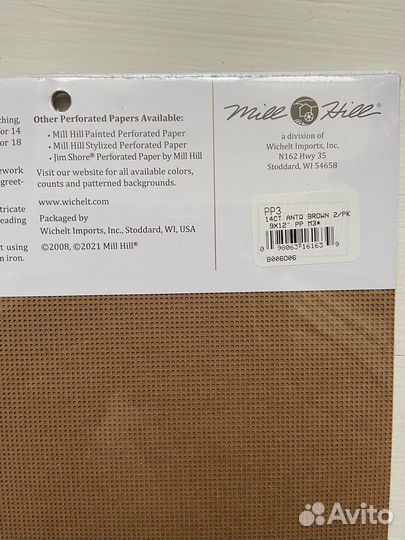 ching,
for 14
or 18
ework
greet-
tricate
eading
t using
n iron.
Other Perforated Papers Available:
• Mill Hill Painted Perforated Paper
• Mill Hill Stylized Perforated Paper
• Jim Shore® Perforated Paper by Mill Hill
Visit our website for all available colors,
counts and patterned backgrounds.
www.wichelt.com
Packaged by
Wichelt Imports, Inc., Stoddard, WI, USA
©2008, ©2021 Mill Hill®
Mill Hill®
a division of
Wichelt Imports, Inc.
N162 Hwy 35
Stoddard, WI 54658
PP3
14CT ANTQ BROWN 2/PK
9X12" PP M3*
0 98063 16163 9
B006D06
Avito